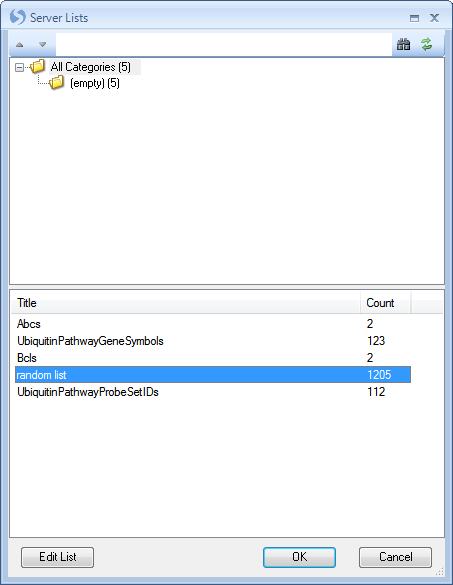 Server Lists
All Categories (5)
(empty) (5)
Title Count
Abcs 2
UbiquitinPathwayGeneSymbols 123
Bcls 2
random list 1205
UbiquitinPathwayProbeSetIDs 112
Edit List OK Cancel